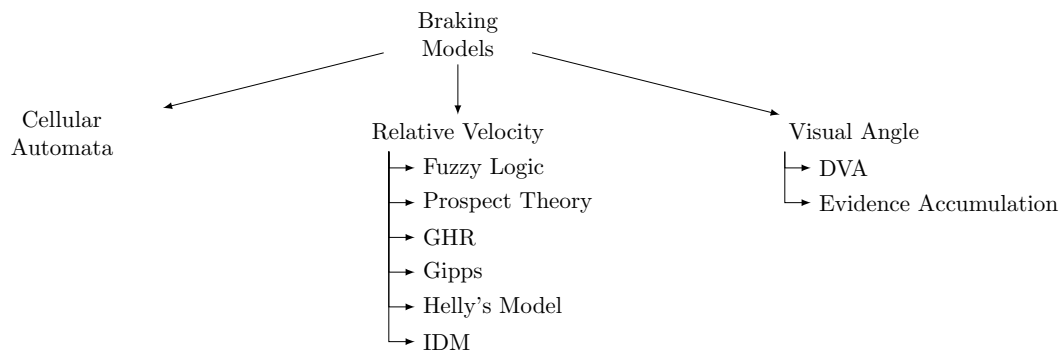 Braking
Models
Cellular
Automata
Relative Velocity
Fuzzy Logic
Prospect Theory
GHR
Gipps
Helly's Model
IDM
Visual Angle
DVA
Evidence Accumulation